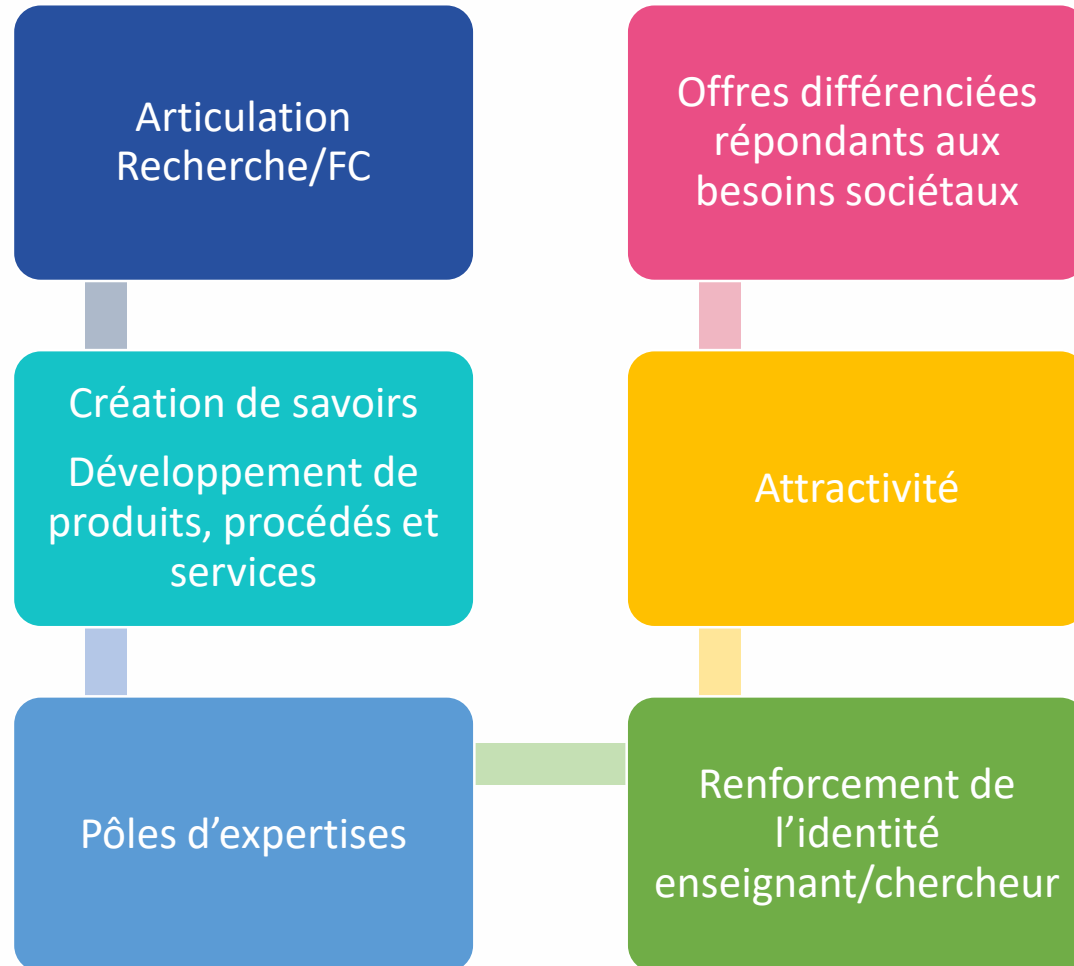 Articulation
Recherche/FC
Création de savoirs
Développement de
produits, procédés et
services
Pôles d’expertises
Renforcement de
l’identité
enseignant/chercheur
Attractivité
Offres différenciées
répondants aux
besoins sociétaux